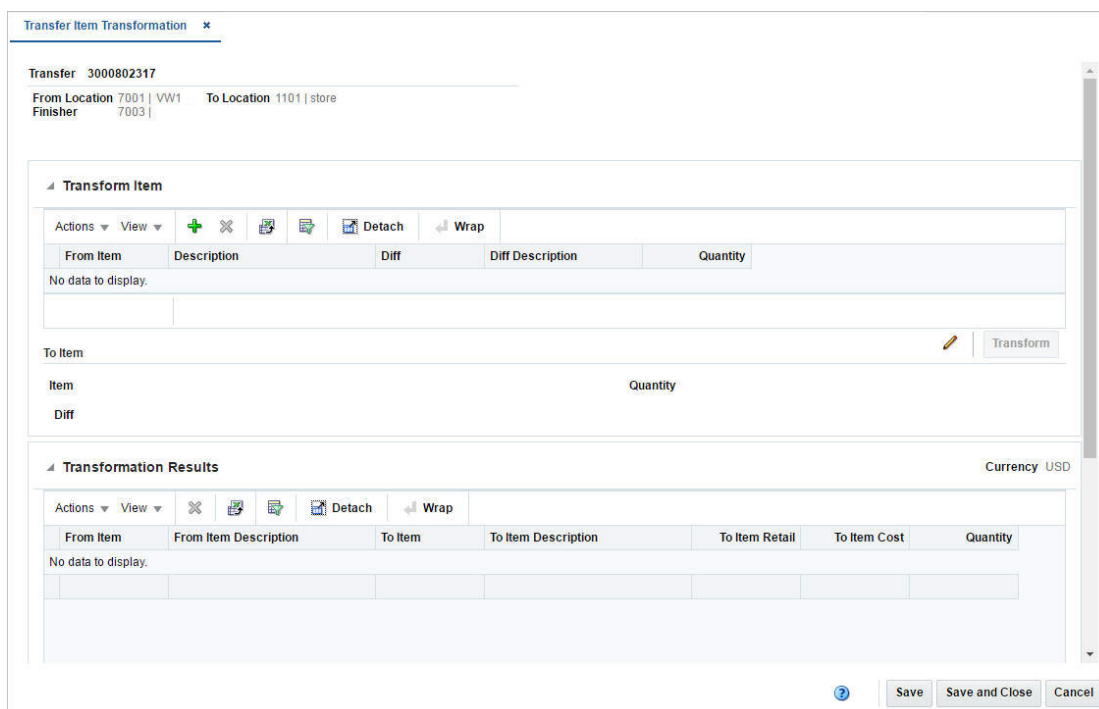 Transfer Item Transformation
Transfer 3000802317
From Location 7001 | VW1 To Location 1101 | store
Finisher 7003 |
Transform Item
Actions View Detach Wrap
From Item Description Diff Diff Description Quantity
No data to display.
Transform
To Item
Item Quantity
Diff
Transformation Results Currency USD
Actions View Detach Wrap
From Item From Item Description To Item To Item Description To Item Retail To Item Cost Quantity
No data to display.
Save Save and Close Cancel